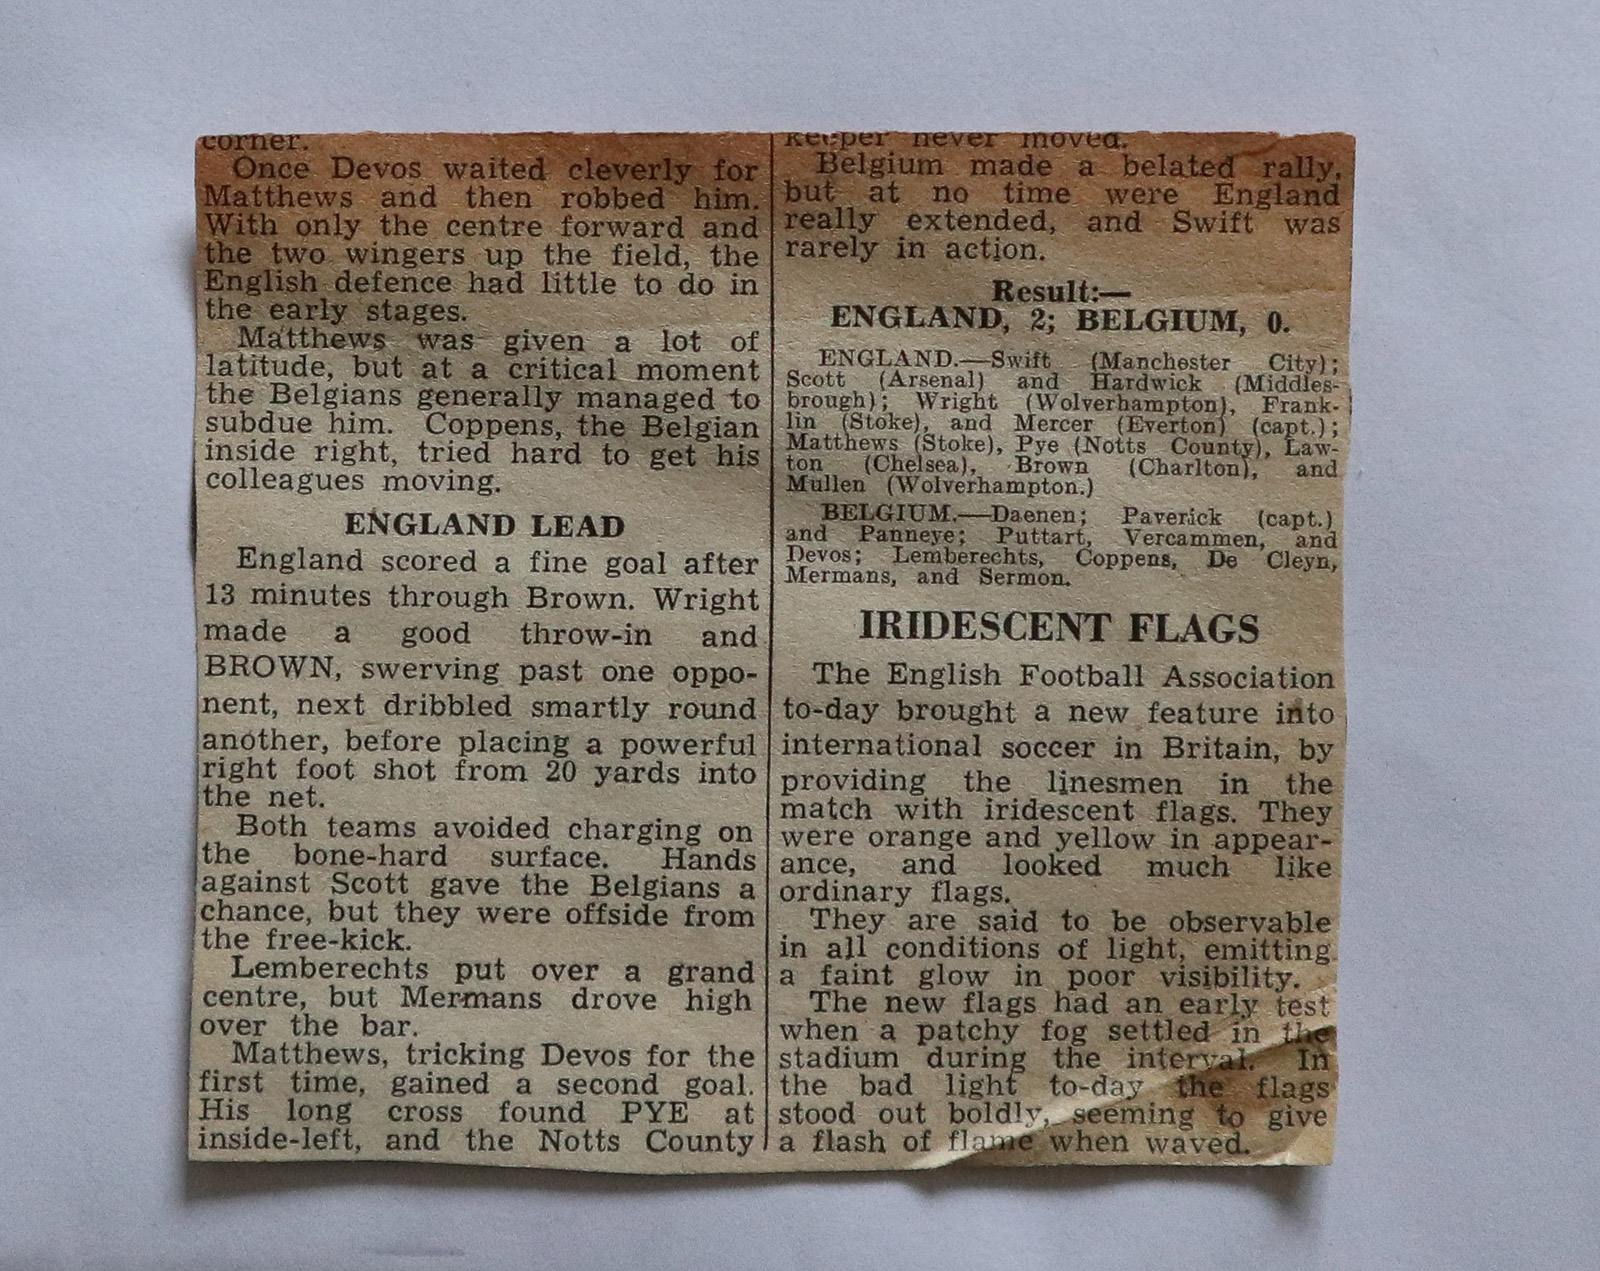 corner.
Once Devos waited cleverly for
Matthews and then robbed him.
With only the centre forward and
the two wingers up the field, the
English defence had little to do in
the early stages.
Matthews was given a lot of
latitude, but at a critical moment
the Belgians generally managed to
subdue him. Coppens, the Belgian
inside right, tried hard to get his
colleagues moving.
ENGLAND LEAD
England scored a fine goal after
13 minutes through Brown. Wright
made a good throw-in and
BROWN, swerving past one oppo-
nent, next dribbled smartly round
another, before placing a powerful
right foot shot from 20 yards into
the net.
Both teams avoided charging on
the bone-hard surface. Hands
against Scott gave the Belgians a
chance, but they were offside from
the free-kick.
Lemberechts put over a grand
centre, but Mermans drove high
over the bar.
Matthews, tricking Devos for the
first time, gained a second goal.
His long cross found PYE at
inside-left, and the Notts County
keeper never moved.
Belgium made a belated rally,
but at no time were England
really extended, and Swift was
rarely in action.
Result:—
ENGLAND, 2; BELGIUM, 0.
ENGLAND.—Swift (Manchester City);
Scott (Arsenal) and Hardwick (Middles-
brough); Wright (Wolverhampton), Frank-
lin (Stoke), and Mercer (Everton) (capt.);
Matthews (Stoke), Pye (Notts County), Law-
ton (Chelsea), Brown (Charlton), and
Mullen (Wolverhampton.)
BELGIUM.—Daenen; Paverick (capt.)
and Panneye; Puttart, Vercammen, and
Devos; Lemberechts, Coppens, De Cleyn,
Mermans, and Sermon.
IRIDESCENT FLAGS
The English Football Association
to-day brought a new feature into
international soccer in Britain, by
providing the linesmen in the
match with iridescent flags. They
were orange and yellow in appear-
ance, and looked much like
ordinary flags.
They are said to be observable
in all conditions of light, emitting
a faint glow in poor visibility.
The new flags had an early test
when a patchy fog settled in the
stadium during the interval. In
the bad light to-day the flags
stood out boldly, seeming to give
a flash of flame when waved.